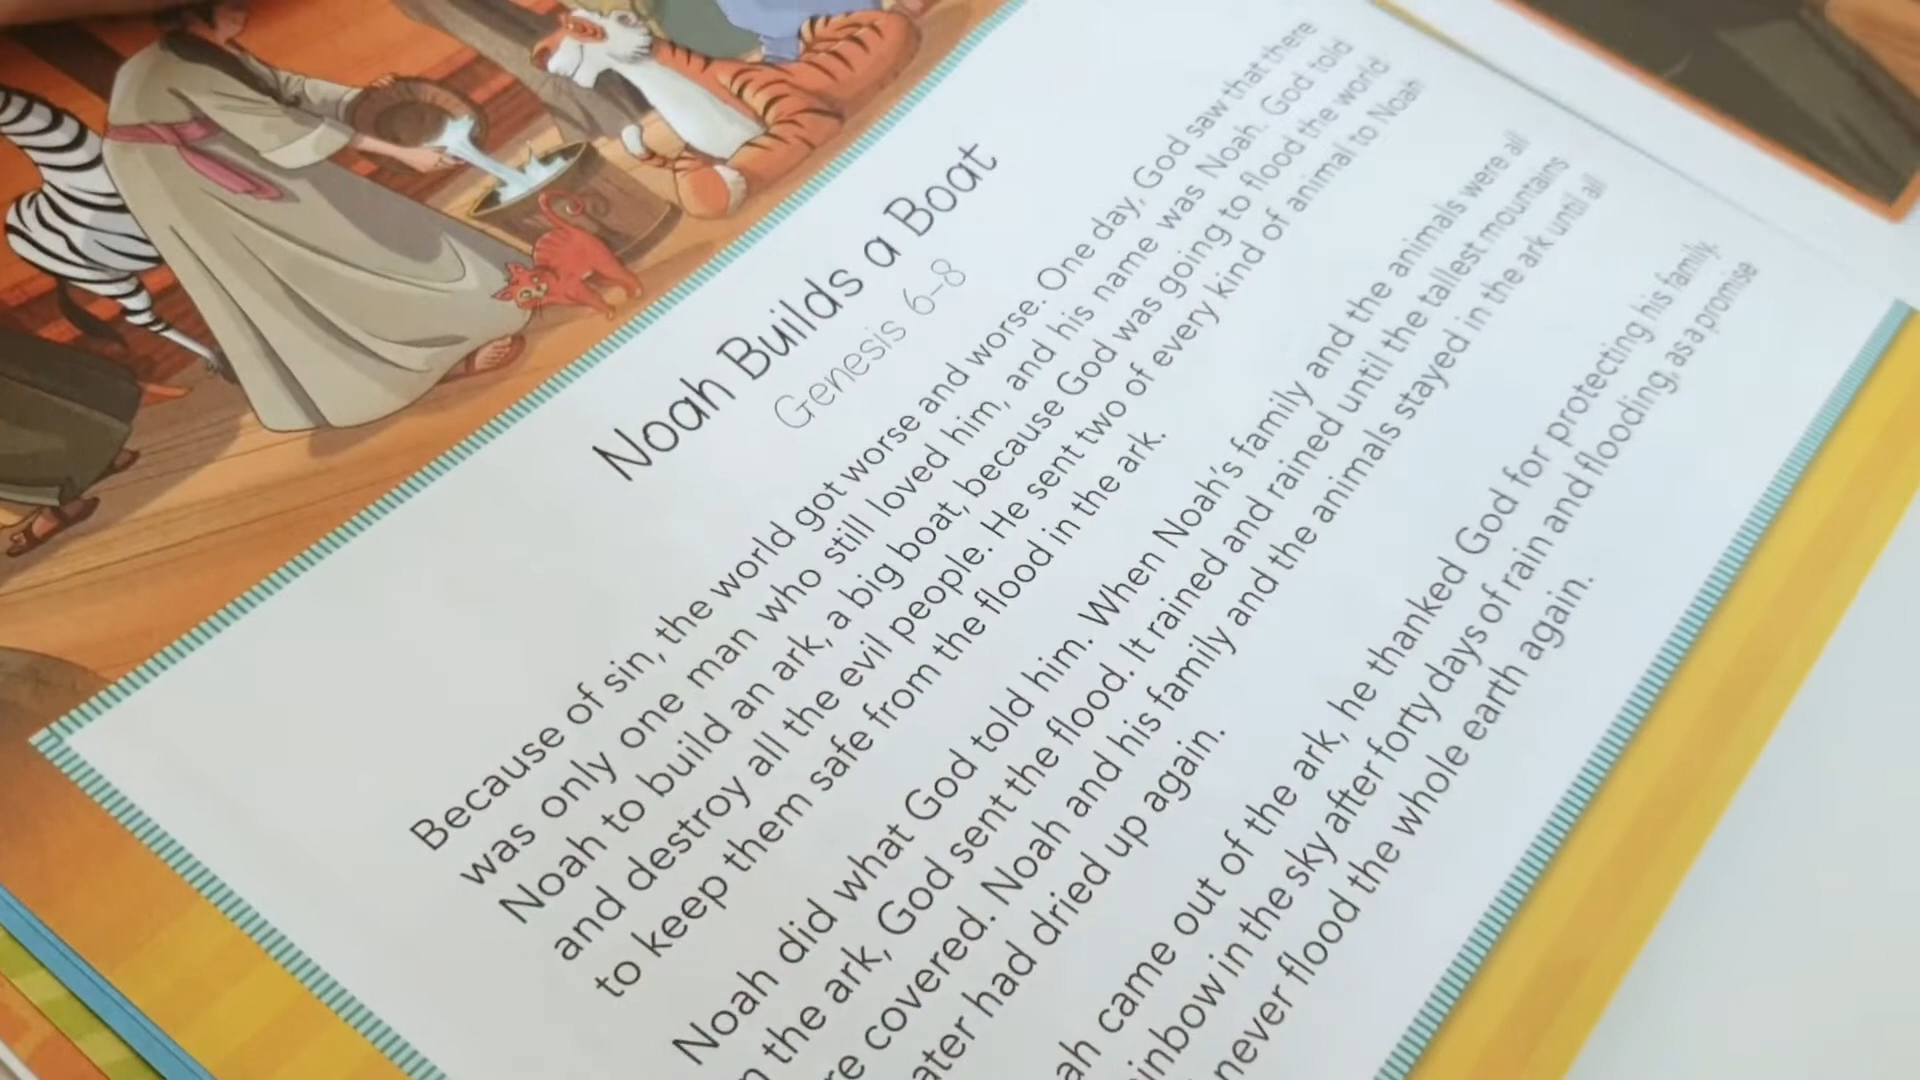 Noah Builds a Boat
Genesis 6-8
Because of sin, the world got worse and worse. One day, God saw that there
was only one man who still loved him, and his name was Noah. God told
Noah to build an ark, a big boat, because God was going to flood the world
and destroy all the evil people. He sent two of every kind of animal to Noah
to keep them safe from the flood in the ark.
Noah did what God told him. When Noah's family and the animals were all
the ark, God sent the flood. It rained and rained until the tallest mountains
covered. Noah and his family and the animals stayed in the ark until all
had dried up again.
came out of the ark, he thanked God for protecting his family.
in the sky after forty days of rain and flooding, as a promise
never flood the whole earth again.